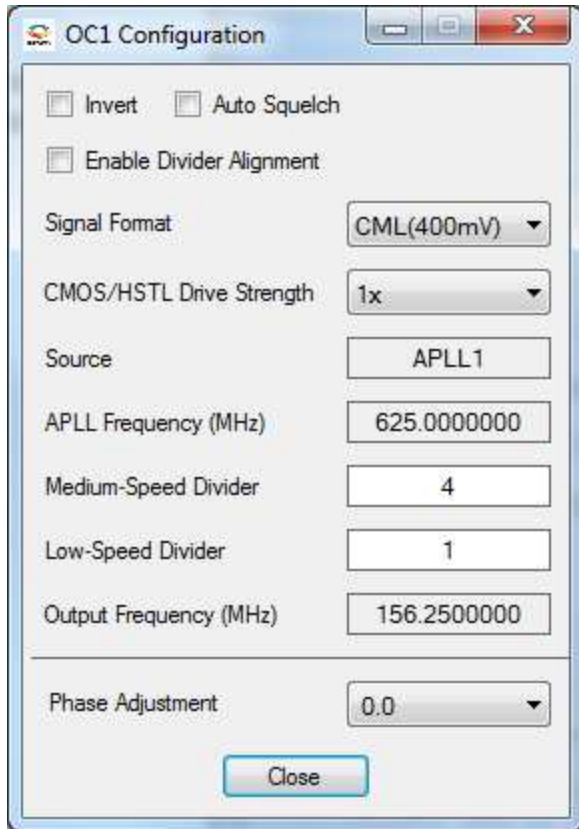 OC1 Configuration
Invert Auto Squelch
Enable Divider Alignment
Signal Format CML(400mV)
CMOS/HSTL Drive Strength 1x
Source APLL1
APLL Frequency (MHz) 625.0000000
Medium-Speed Divider 4
Low-Speed Divider 1
Output Frequency (MHz) 156.2500000
Phase Adjustment 0.0
Close